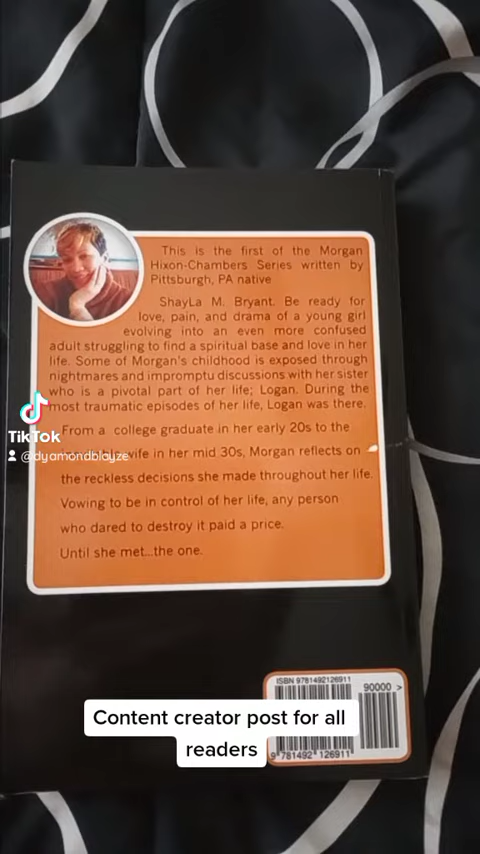 This is the first of the Morgan
Hixon-Chambers Series written by
Pittsburgh, PA native
ShayLa M. Bryant. Be ready for
love, pain, and drama of a young girl
evolving into an even more confused
adult struggling to find a spiritual base and love in her
life. Some of Morgan's childhood is exposed through
nightmares and impromptu discussions with her sister
who is a pivotal part of her life; Logan. During the
most traumatic episodes of her life, Logan was there.
From a college graduate in her early 20s to the
wife in her mid 30s, Morgan reflects on
the reckless decisions she made throughout her life.
Vowing to be in control of her life, any person
who dared to destroy it paid a price.
Until she met...the one.
TikTok
@dyamondblayze
ISBN 9781492126911
90000 >
9 781492 126911
Content creator post for all
readers